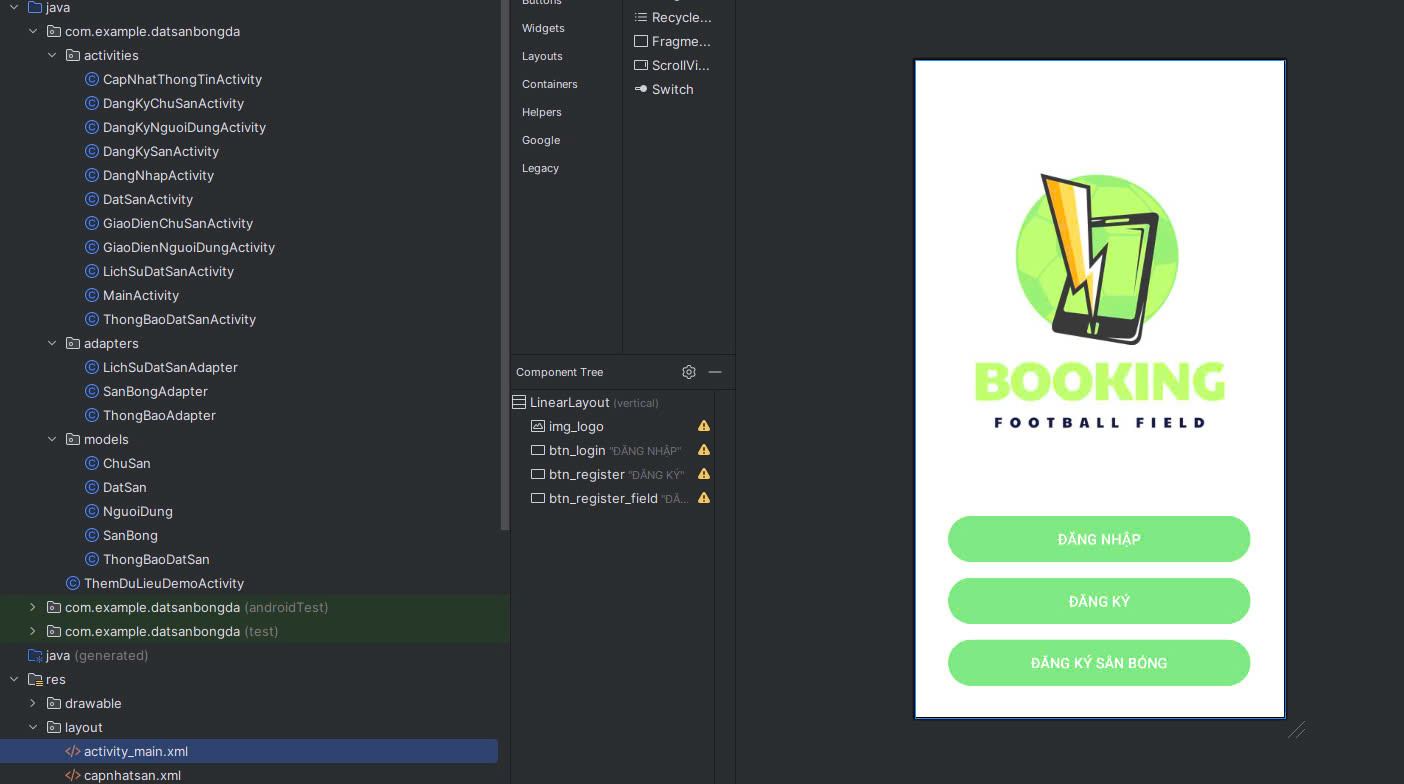 java
com.example.datsanbongda
activities
CapNhatThongTinActivity
DangKyChuSanActivity
DangKyNguoiDungActivity
DangKySanActivity
DangNhapActivity
DatSanActivity
GiaoDienChuSanActivity
GiaoDienNguoiDungActivity
LichSuDatSanActivity
MainActivity
ThongBaoDatSanActivity
adapters
LichSuDatSanAdapter
SanBongAdapter
ThongBaoAdapter
models
ChuSan
DatSan
NguoiDung
SanBong
ThongBaoDatSan
ThemDuLieuDemoActivity
com.example.datsanbongda (androidTest)
com.example.datsanbongda (test)
java (generated)
res
drawable
layout
activity_main.xml
capnhatsan.xml
Buttons
Widgets
Layouts
Containers
Helpers
Google
Legacy
Recycle...
Fragme...
ScrollVi...
Switch
Component Tree
LinearLayout (vertical)
img_logo
btn_login "ĐĂNG NHẬP"
btn_register "ĐĂNG KÝ"
btn_register_field "ĐĂ...
BOOKING
FOOTBALL FIELD
ĐĂNG NHẬP
ĐĂNG KÝ
ĐĂNG KÝ SÂN BÓNG